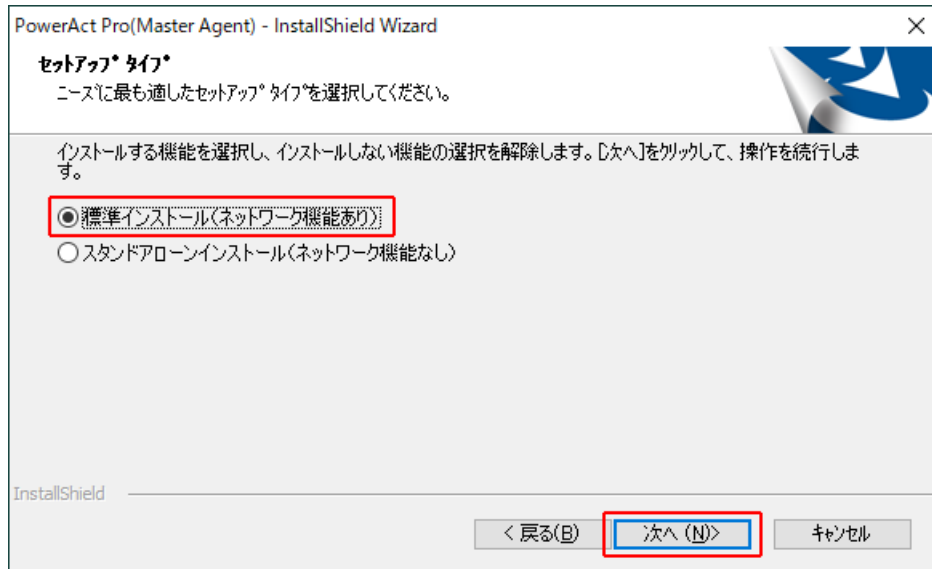 PowerAct Pro(Master Agent) - InstallShield Wizard
セットアップ タイプ
ニーズに最も適したセットアップ タイプを選択してください。
インストールする機能を選択し、インストールしない機能の選択を解除します。[次へ]をクリックして、操作を続行しま
す。
標準インストール(ネットワーク機能あり)
スタンドアローンインストール(ネットワーク機能なし)
InstallShield
< 戻る(B)
次へ (N)>
キャンセル